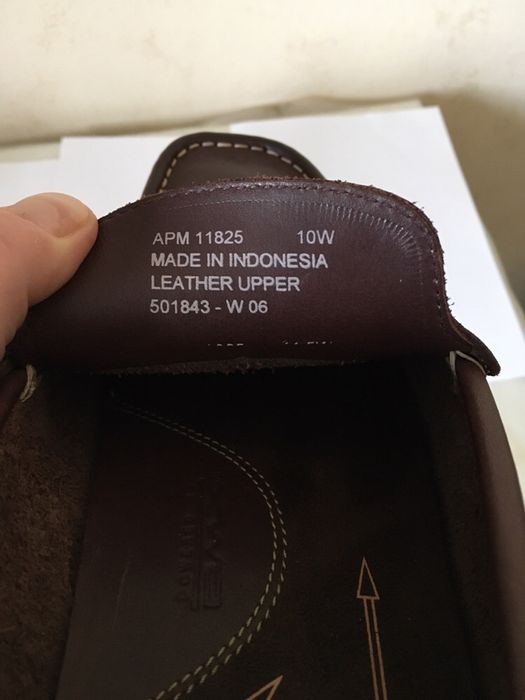 APM 11825 10W
MADE IN INDONESIA
LEATHER UPPER
501843 - W 06